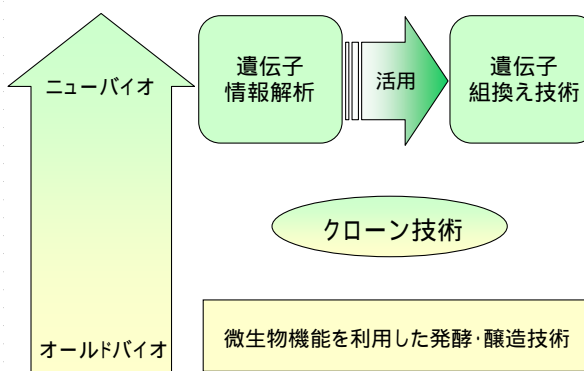 ニューバイオ
遺伝子
情報解析
活用
遺伝子
組換え技術
クローン技術
微生物機能を利用した発酵・醸造技術
オールドバイオ